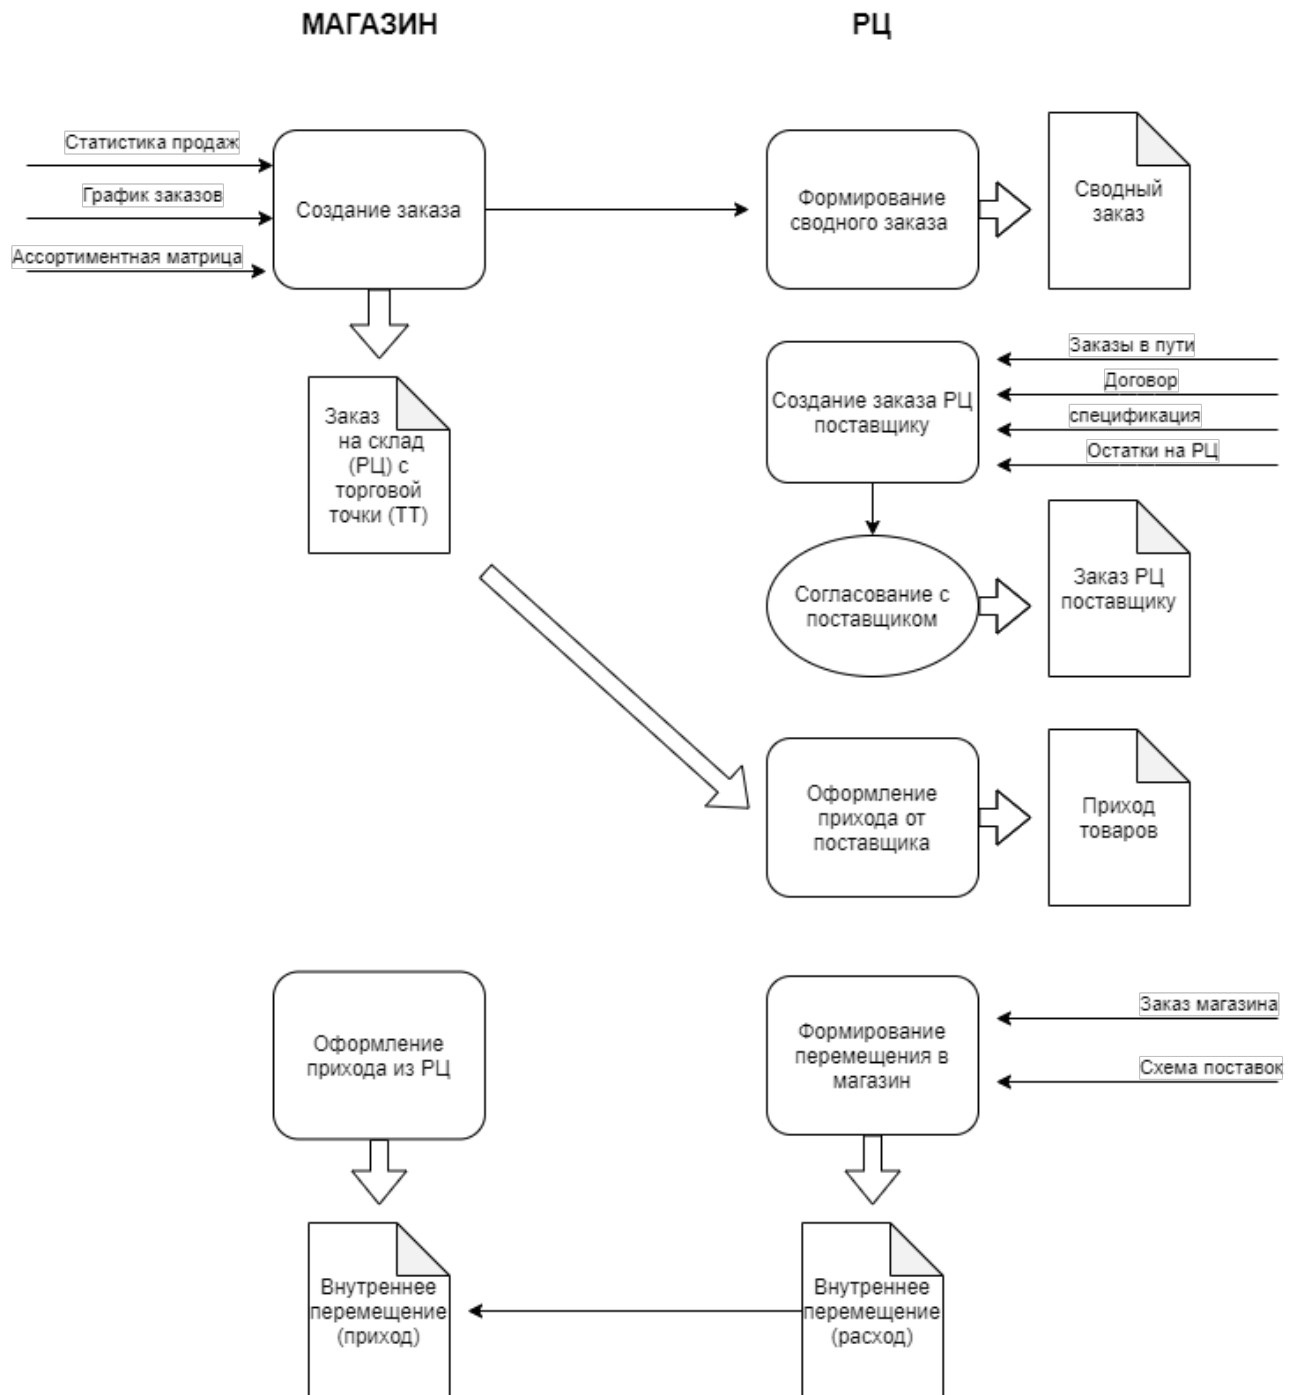 МАГАЗИН
РЦ
Статистика продаж
График заказов
Ассортиментная матрица
Создание заказа
Формирование
сводного заказа
Сводный
заказ
Заказ
на склад
(РЦ) с
торговой
точки (ТТ)
Создание заказа РЦ
поставщику
Заказы в пути
Договор
спецификация
Остатки на РЦ
Согласование с
поставщиком
Заказ РЦ
поставщику
Оформление
прихода от
поставщика
Приход
товаров
Оформление
прихода из РЦ
Формирование
перемещения в
магазин
Заказ магазина
Схема поставок
Внутреннее
перемещение
(приход)
Внутреннее
перемещение
(расход)